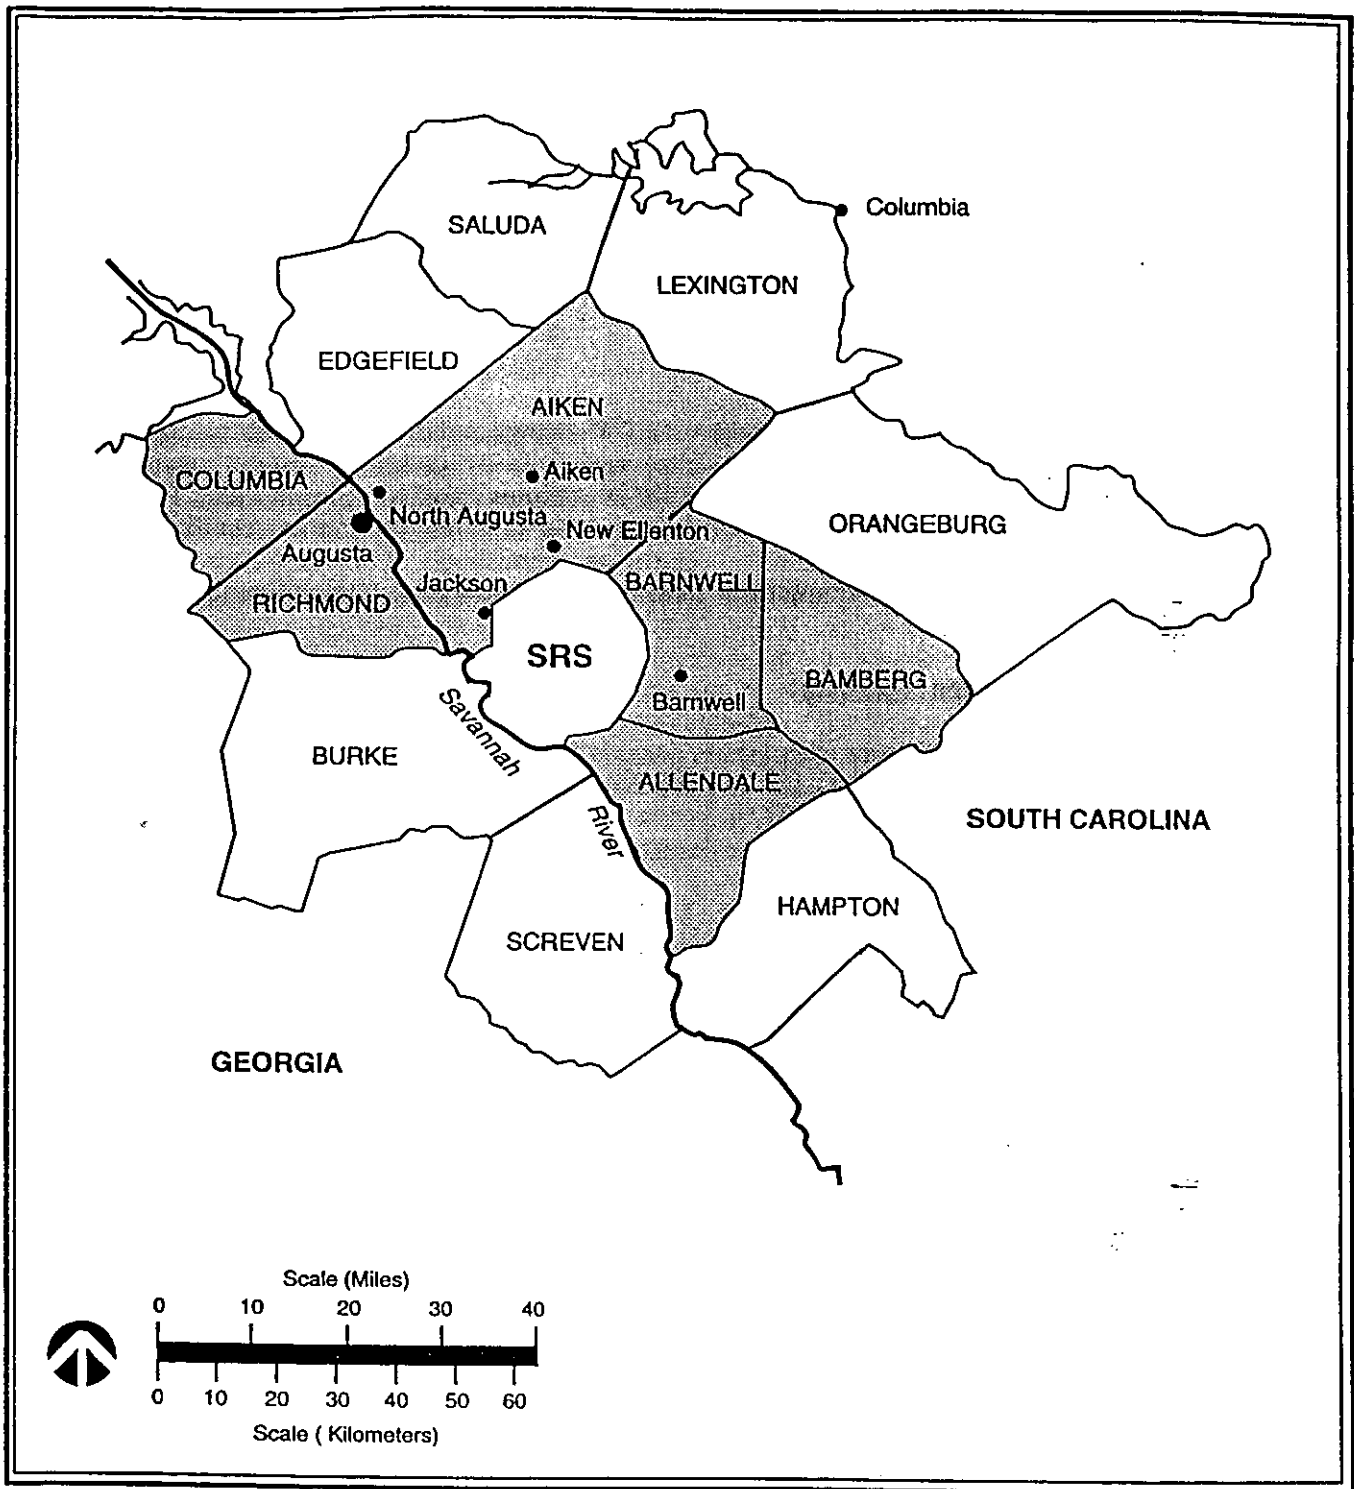 Columbia
SALUDA
LEXINGTON
EDGEFIELD
AIKEN
COLUMBIA
Aiken
North Augusta
New Ellenton
ORANGEBURG
Augusta
Jackson
BARNWELL
RICHMOND
SRS
BAMBERG
Barnwell
Savannah
BURKE
ALLENDALE
River
SOUTH CAROLINA
HAMPTON
SCREVEN
GEORGIA
Scale (Miles)
0 10 20 30 40
0 10 20 30 40 50 60
Scale ( Kilometers)